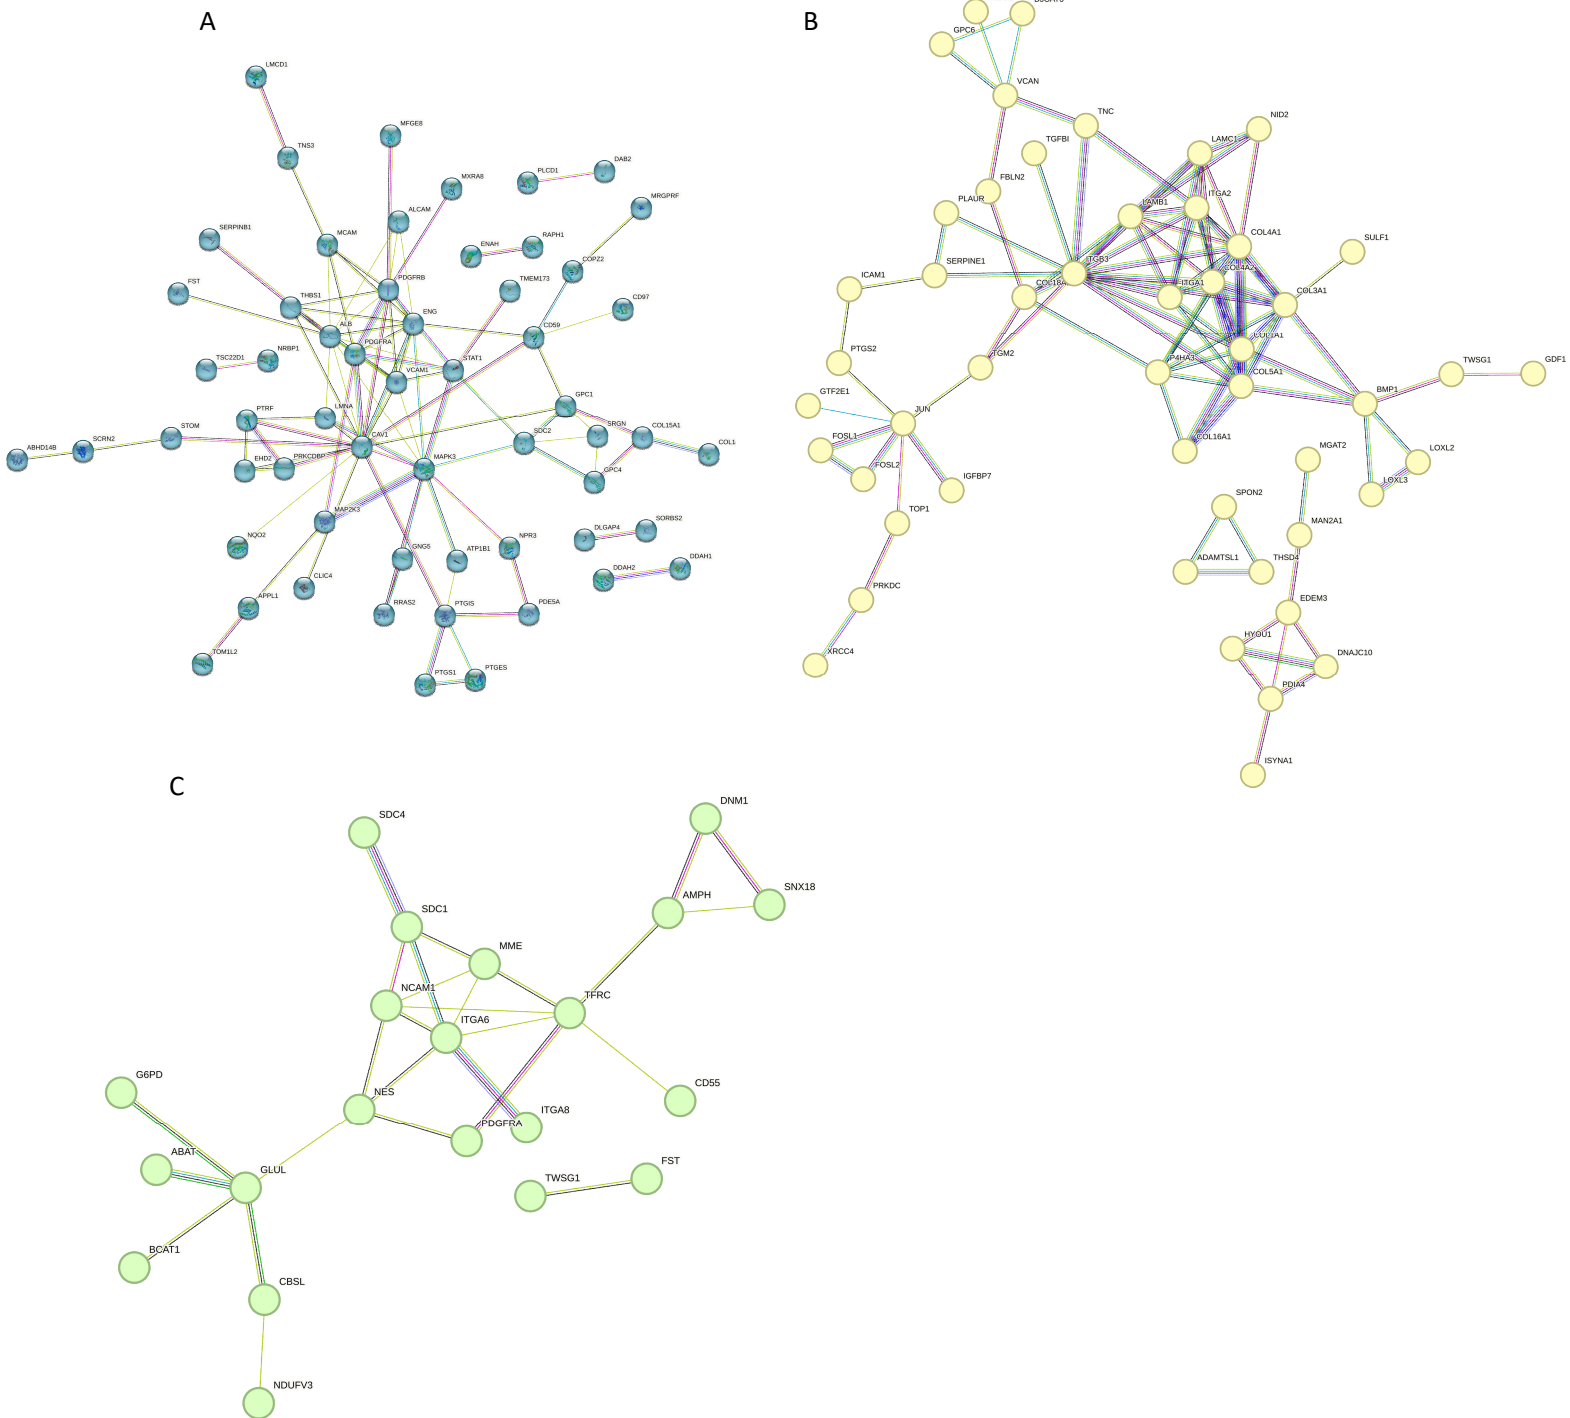 A
LMCD1
TNS3
MFGE8
MXRA8
PLCD1
DAB2
MRGPRF
ALCAM
SERPINB1
MCAM
ENAH
RAPH1
COPZ2
FST
PDGFRB
TMEM173
CD97
THBS1
ENG
ALB
CD59
PDGFRA
STAT1
TSC22D1
NRBP1
VCAM1
PTRF
LMNA
GPC1
ABHD14B
SCRN2
STOM
CAV1
SDC2
SRGN
COL15A1
COL1
EHD2
PRKCDBP
MAPK3
GPC4
MAP2K3
DLGAP4
SORBS2
NQO2
GNG5
ATP1B1
NPR3
DDAH2
DDAH1
CLIC4
APPL1
RRAS2
PTGIS
PDE5A
TOM1L2
PTGS1
PTGES
B
GPC6
VCAN
TNC
NID2
TGFBI
LAMC1
FBLN2
PLAUR
LAMB1
ITGA2
COL4A1
SULF1
ICAM1
SERPINE1
ITGB3
COL4A2
COL18A
ITGA1
COL3A1
PTGS2
TGM2
COL1A1
P4HA3
COL5A1
TWSG1
GDF1
GTF2E1
JUN
BMP1
FOSL1
FOSL2
IGFBP7
COL16A1
MGAT2
LOXL2
LOXL3
TOP1
SPON2
MAN2A1
ADAMTSL1
THSD4
PRKDC
EDEM3
XRCC4
HYOU1
DNAJC10
PDIA4
ISYNA1
C
SDC4
DNM1
SDC1
AMPH
SNX18
MME
NCAM1
TFRC
ITGA6
G6PD
NES
CD55
ITGA8
PDGFRA
ABAT
GLUL
TWSG1
FST
BCAT1
CBSL
NDUFV3